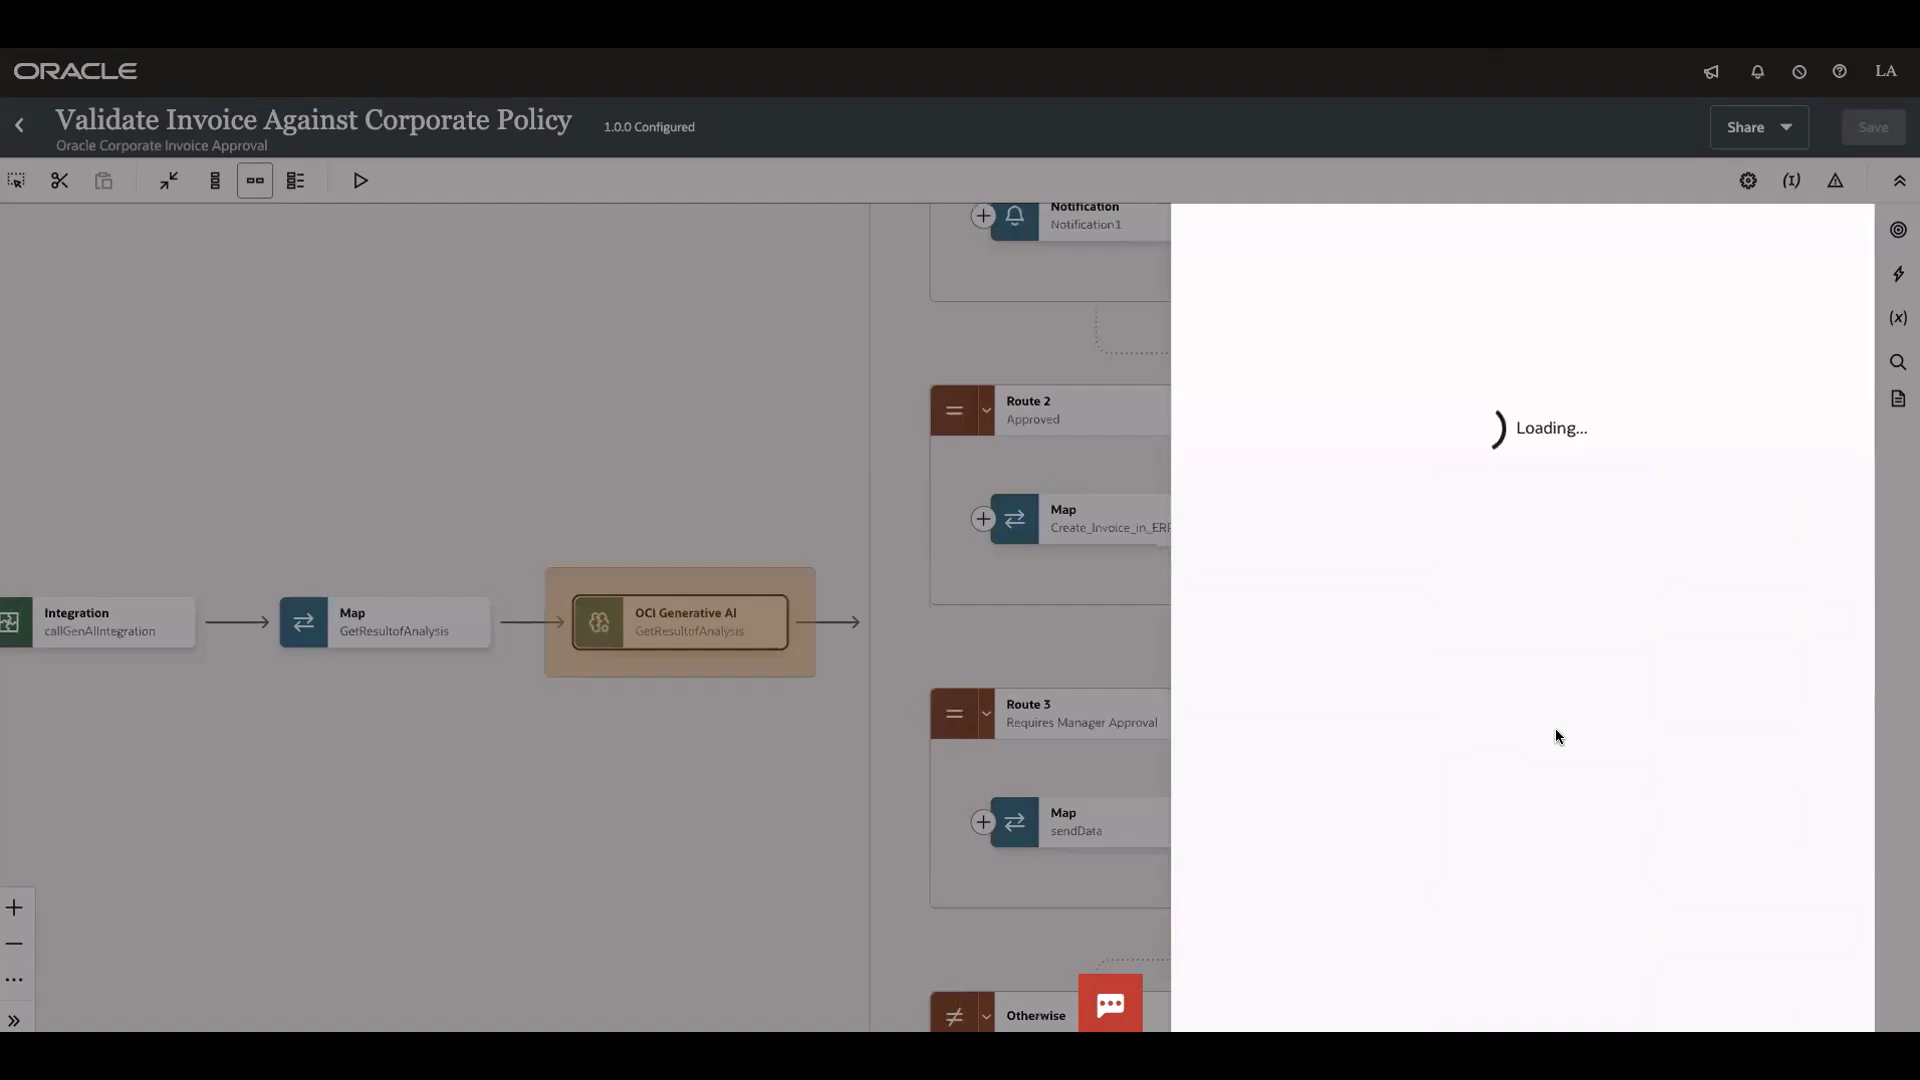 ORACLE
LA
Validate Invoice Against Corporate Policy
1.0.0 Configured
Oracle Corporate Invoice Approval
Share
Save
(I)
(x)
Notification
Notification1
Loading...
Route 2
Approved
Map
Create_Invoice_in_ERP
Integration
callGenAIIntegration
Map
GetResultofAnalysis
OCI Generative AI
GetResultofAnalysis
Route 3
Requires Manager Approval
Map
sendData
Otherwise